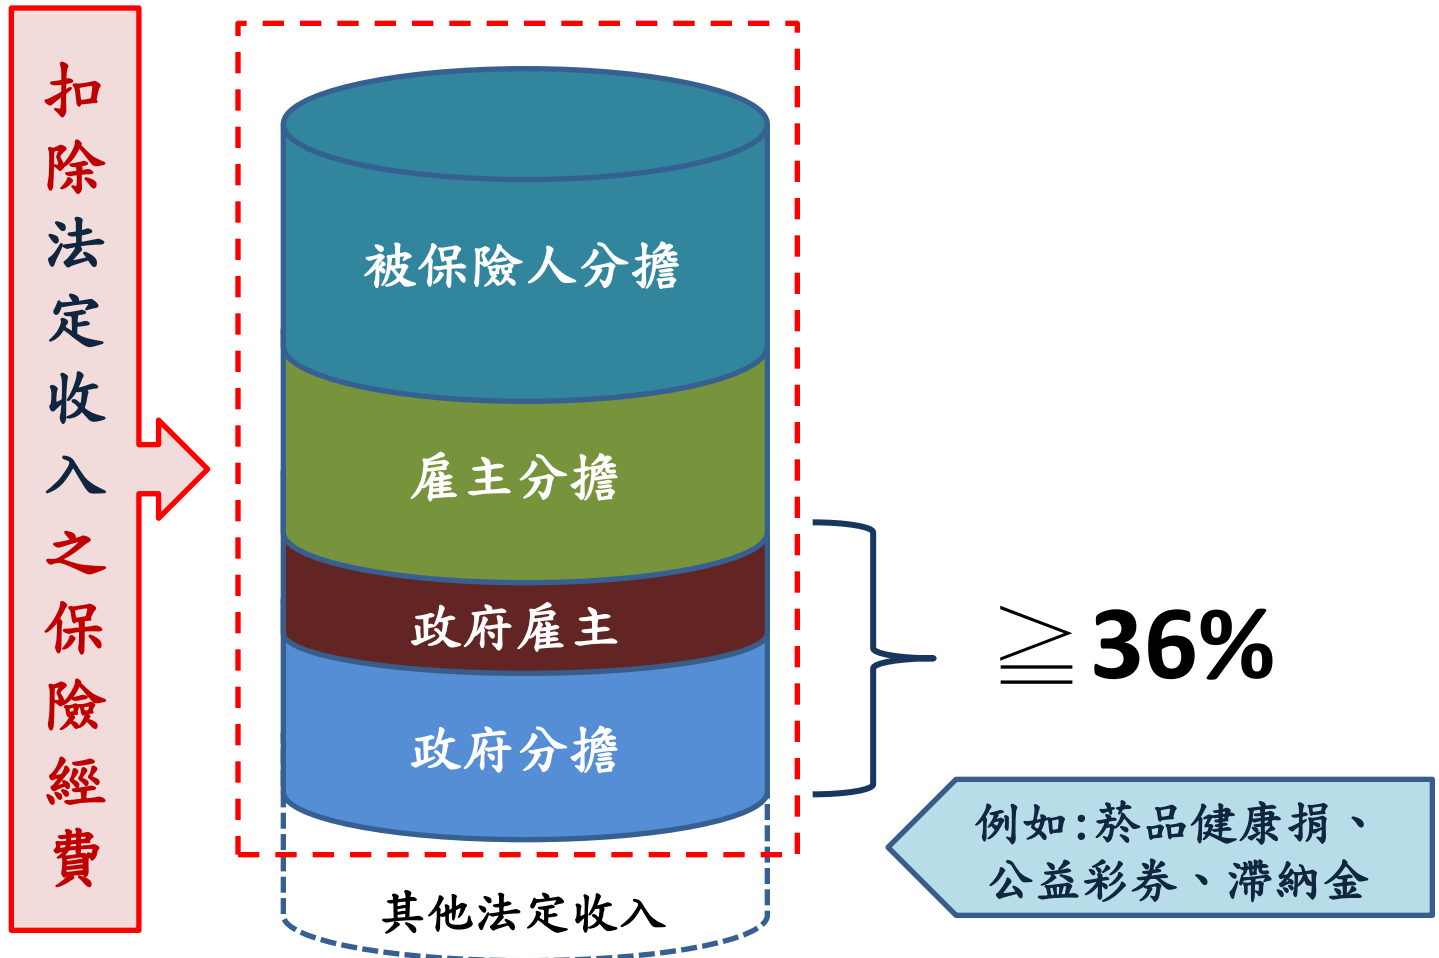 扣除法定收入之保險經費
被保險人分擔
雇主分擔
政府雇主
政府分擔
其他法定收入
≧36%
例如:菸品健康捐、
公益彩券、滯納金